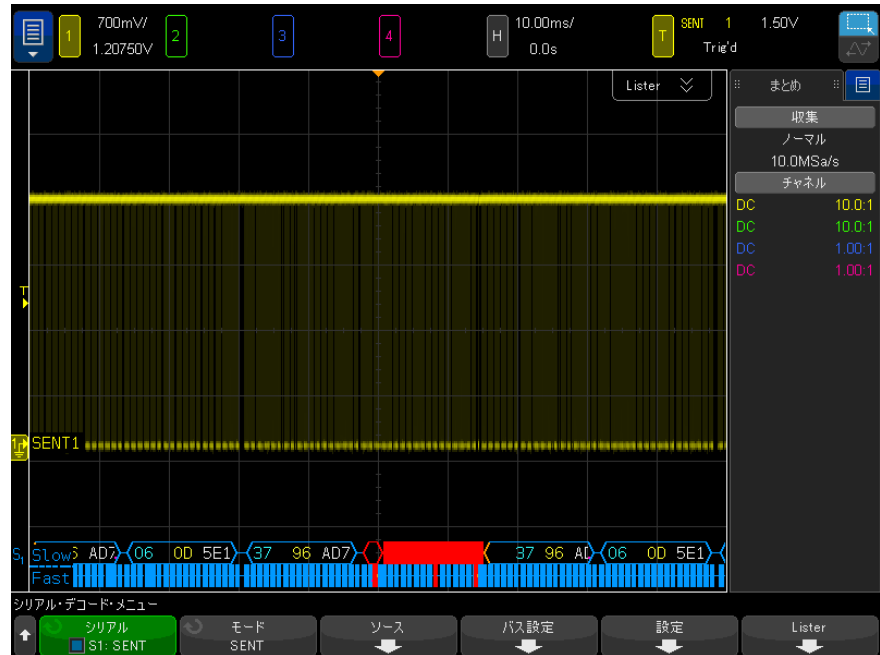 1 700mV/ 1.20750V
2
3
4
H 10.00ms/ 0.0s
T SENT 1 1.50V Trig'd
Lister
まとめ
収集
ノーマル
10.0MSa/s
チャネル
DC 10.0:1
DC 10.0:1
DC 1.00:1
DC 1.00:1
T
1
SENT1
S1 Slow 6 AD7 06 0D 5E1 37 96 AD7 37 96 AD 06 0D 5E1
Fast
シリアル・デコード・メニュー
シリアル
S1: SENT
モード
SENT
ソース
バス設定
設定
Lister